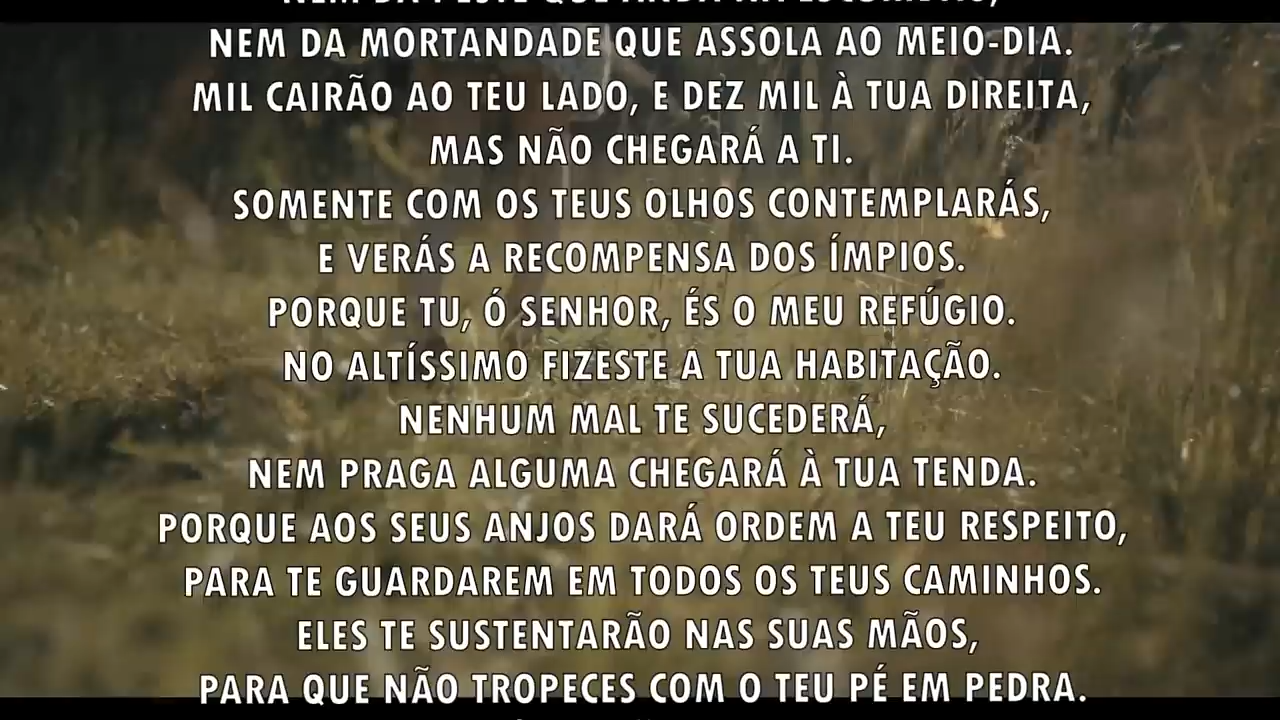 NEM DA MORTANDADE QUE ASSOLA AO MEIO-DIA.
MIL CAIRÃO AO TEU LADO, E DEZ MIL À TUA DIREITA,
MAS NÃO CHEGARÁ A TI.
SOMENTE COM OS TEUS OLHOS CONTEMPLARÁS,
E VERÁS A RECOMPENSA DOS ÍMPIOS.
PORQUE TU, Ó SENHOR, ÉS O MEU REFÚGIO.
NO ALTÍSSIMO FIZESTE A TUA HABITAÇÃO.
NENHUM MAL TE SUCEDERÁ,
NEM PRAGA ALGUMA CHEGARÁ À TUA TENDA.
PORQUE AOS SEUS ANJOS DARÁ ORDEM A TEU RESPEITO,
PARA TE GUARDAREM EM TODOS OS TEUS CAMINHOS.
ELES TE SUSTENTARÃO NAS SUAS MÃOS,
PARA QUE NÃO TROPECES COM O TEU PÉ EM PEDRA.